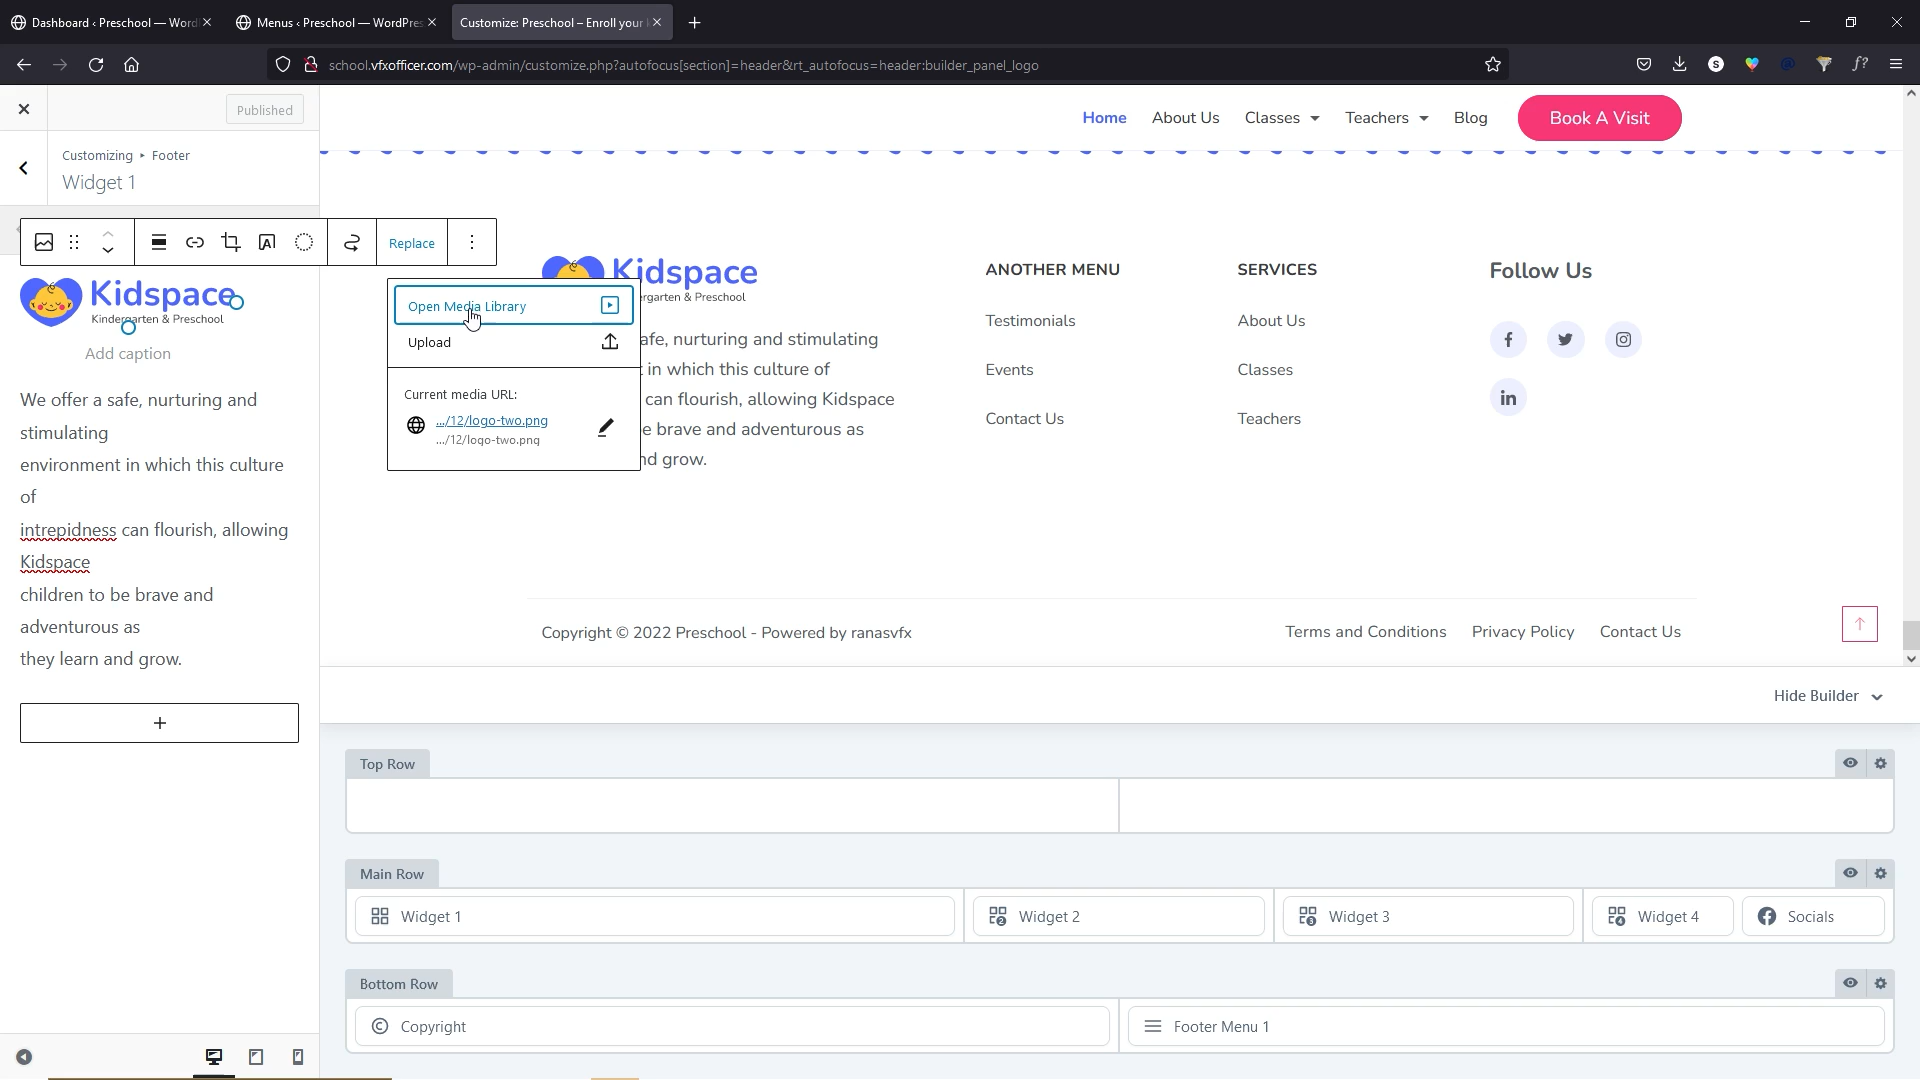 Dashboard ‹ Preschool — Word
Menus ‹ Preschool — WordPres
Customize: Preschool – Enroll your k
school.vfxofficer.com/wp-admin/customize.php?autofocus[section]=header&rt_autofocus=header:builder_panel_logo
Published
Customizing ▸ Footer
Widget 1
Replace
Open Media Library
Upload
Current media URL:
.../12/logo-two.png
.../12/logo-two.png
Kidspace
Kindergarten & Preschool
Add caption
We offer a safe, nurturing and
stimulating
environment in which this culture
of
intrepidness can flourish, allowing
Kidspace
children to be brave and
adventurous as
they learn and grow.
Home
About Us
Classes
Teachers
Blog
Book A Visit
Kidspace
ergarten & Preschool
afe, nurturing and stimulating
in which this culture of
can flourish, allowing Kidspace
e brave and adventurous as
nd grow.
ANOTHER MENU
Testimonials
Events
Contact Us
SERVICES
About Us
Classes
Teachers
Follow Us
Copyright © 2022 Preschool - Powered by ranasvfx
Terms and Conditions
Privacy Policy
Contact Us
Hide Builder
Top Row
Main Row
Widget 1
Widget 2
Widget 3
Widget 4
Socials
Bottom Row
Copyright
Footer Menu 1